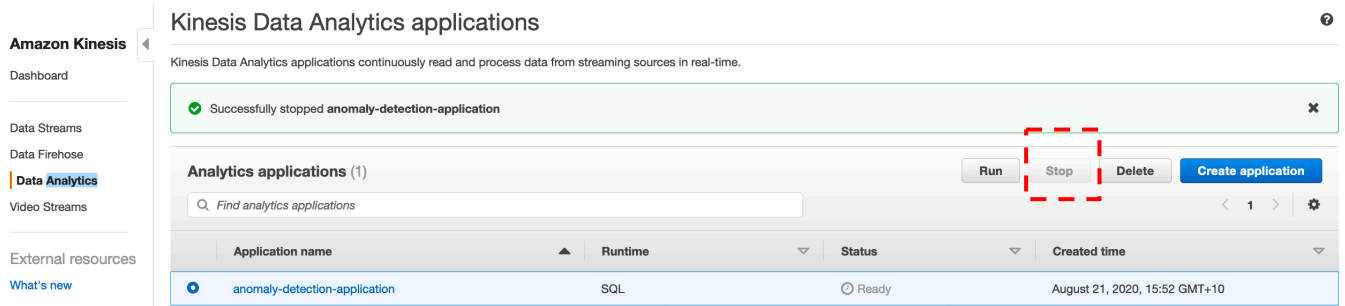 Kinesis Data Analytics applications
Amazon Kinesis
Dashboard
Data Streams
Data Firehose
Data Analytics
Video Streams
External resources
What's new
Kinesis Data Analytics applications continuously read and process data from streaming sources in real-time.
Successfully stopped anomaly-detection-application
Analytics applications (1)
Run Stop Delete Create application
Find analytics applications
1
Application name Runtime Status Created time
anomaly-detection-application SQL Ready August 21, 2020, 15:52 GMT+10